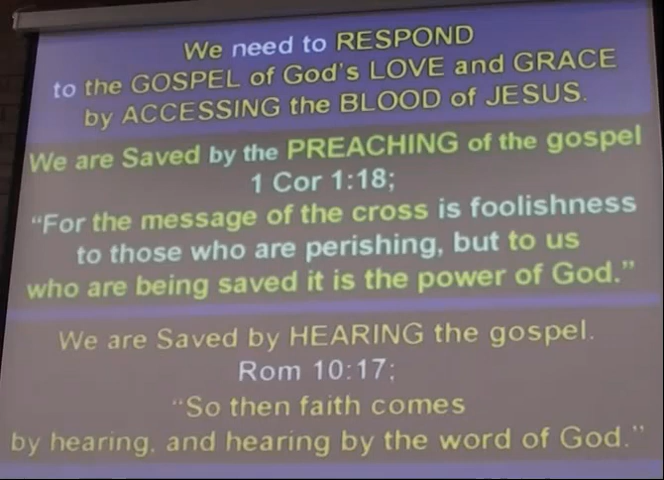 We need to RESPOND
to the GOSPEL of God's LOVE and GRACE
by ACCESSING the BLOOD of JESUS.
We are Saved by the PREACHING of the gospel
1 Cor 1:18;
“For the message of the cross is foolishness
to those who are perishing, but to us
who are being saved it is the power of God.”
We are Saved by HEARING the gospel.
Rom 10:17;
“So then faith comes
by hearing, and hearing by the word of God.”